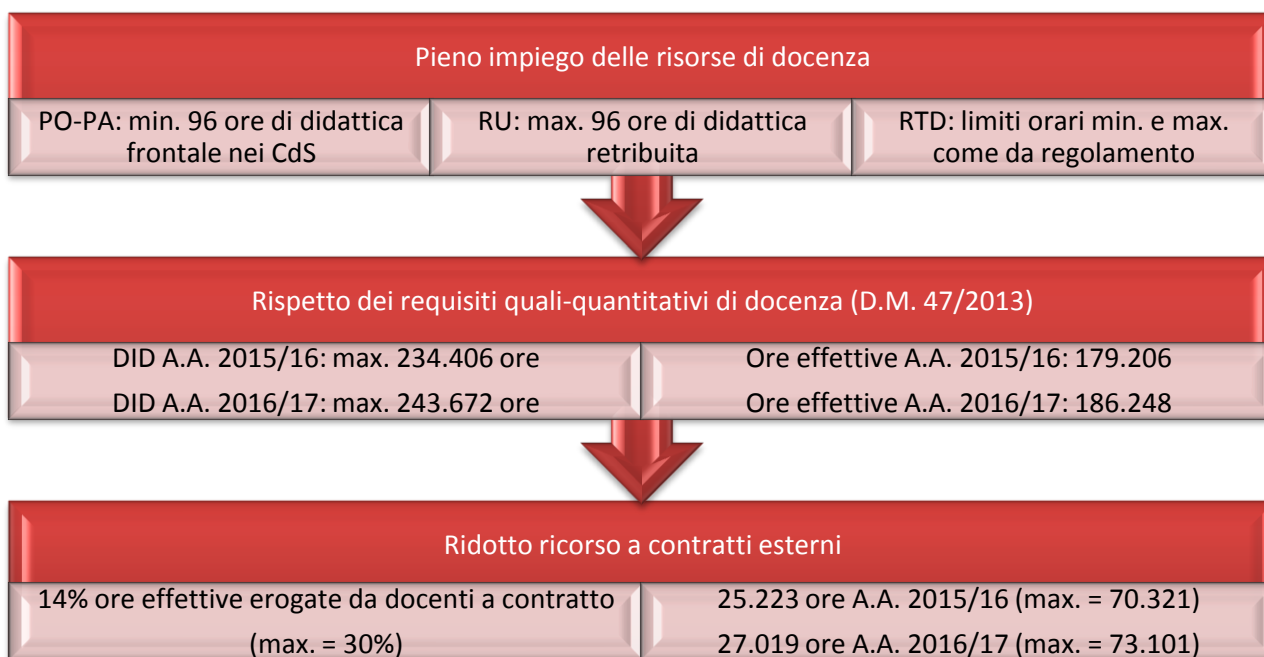 Pieno impiego delle risorse di docenza
PO-PA: min. 96 ore di didattica
frontale nei CdS
RU: max. 96 ore di didattica
retribuita
RTD: limiti orari min. e max.
come da regolamento
Rispetto dei requisiti quali-quantitativi di docenza (D.M. 47/2013)
DID A.A. 2015/16: max. 234.406 ore
DID A.A. 2016/17: max. 243.672 ore
Ore effettive A.A. 2015/16: 179.206
Ore effettive A.A. 2016/17: 186.248
Ridotto ricorso a contratti esterni
14% ore effettive erogate da docenti a contratto
(max. = 30%)
25.223 ore A.A. 2015/16 (max. = 70.321)
27.019 ore A.A. 2016/17 (max. = 73.101)